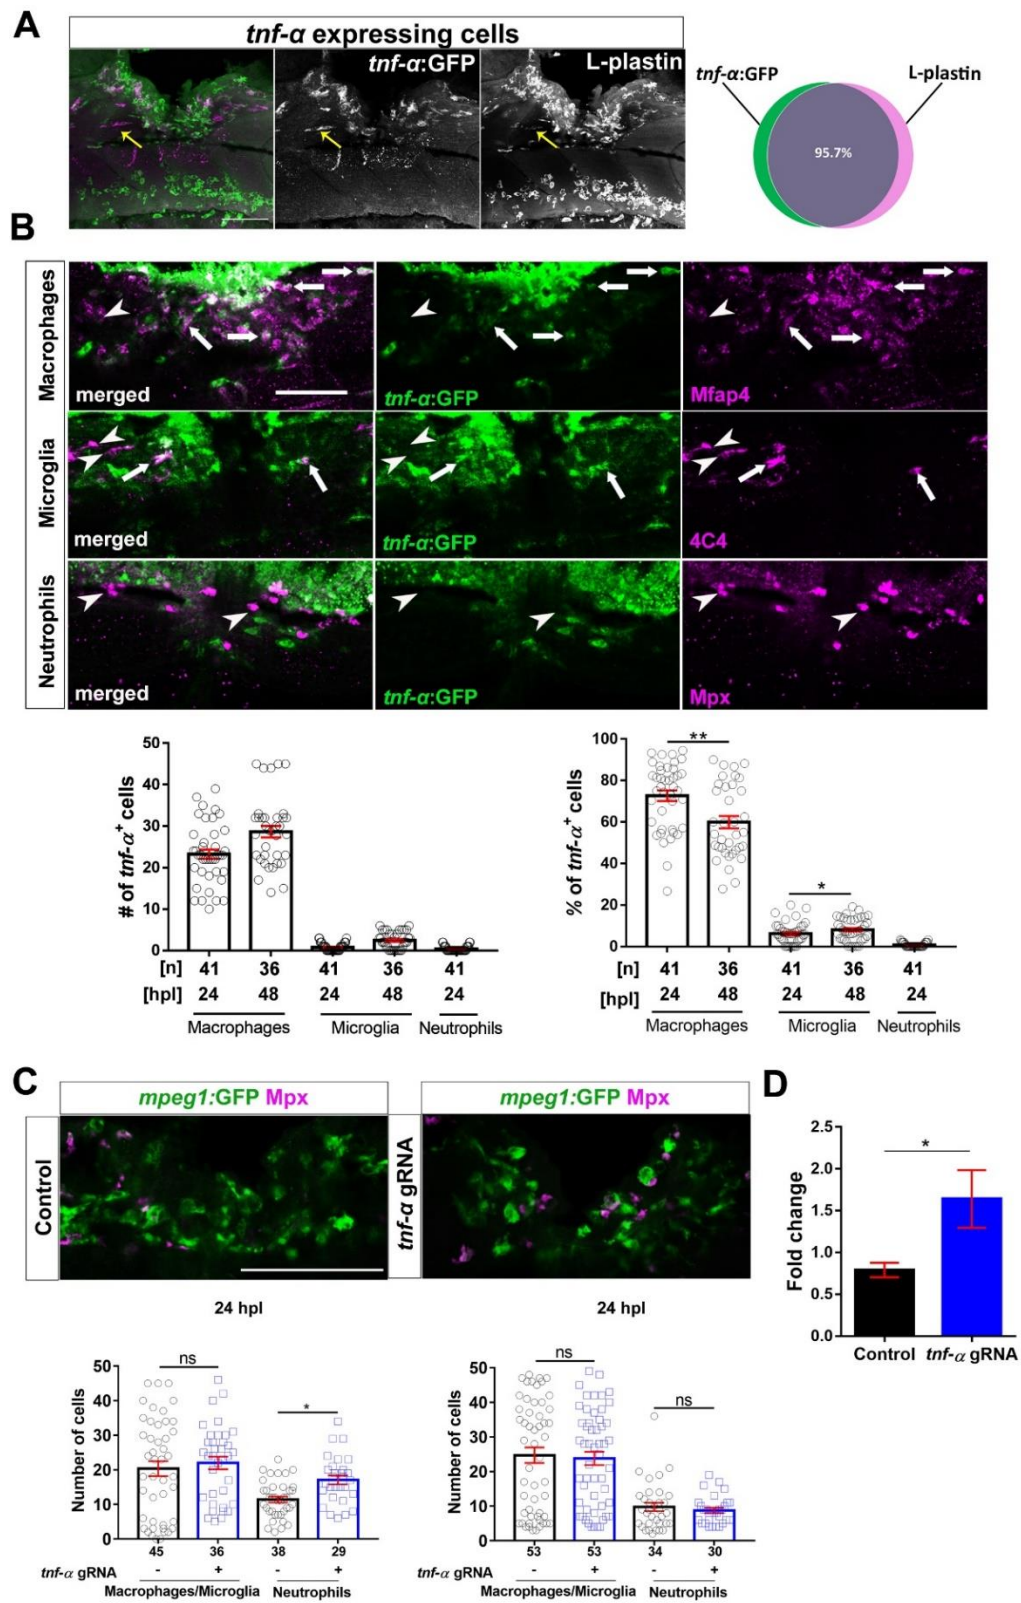 A
tnf-α expressing cells
tnf-α:GFP
L-plastin
tnf-α:GFP
L-plastin
95.7%
B
Macrophages
merged
tnf-α:GFP
Mfap4
Microglia
merged
tnf-α:GFP
4C4
Neutrophils
merged
tnf-α:GFP
Mpx
# of tnf-α+ cells
50
40
30
20
10
0
[n] 41 36 41 36 41
[hpl] 24 48 24 48 24
Macrophages Microglia Neutrophils
% of tnf-α+ cells
100
80
60
40
20
0
**
*
[n] 41 36 41 36 41
[hpl] 24 48 24 48 24
Macrophages Microglia Neutrophils
C
mpeg1:GFP Mpx
Control
24 hpl
mpeg1:GFP Mpx
tnf-α gRNA
24 hpl
Number of cells
50
40
30
20
10
0
ns
*
45 36 38 29
tnf-α gRNA - + - +
Macrophages/Microglia Neutrophils
Number of cells
50
40
30
20
10
0
ns
ns
53 53 34 30
tnf-α gRNA - + - +
Macrophages/Microglia Neutrophils
D
Fold change
2.5
2.0
1.5
1.0
0.5
0.0
*
Control tnf-α gRNA